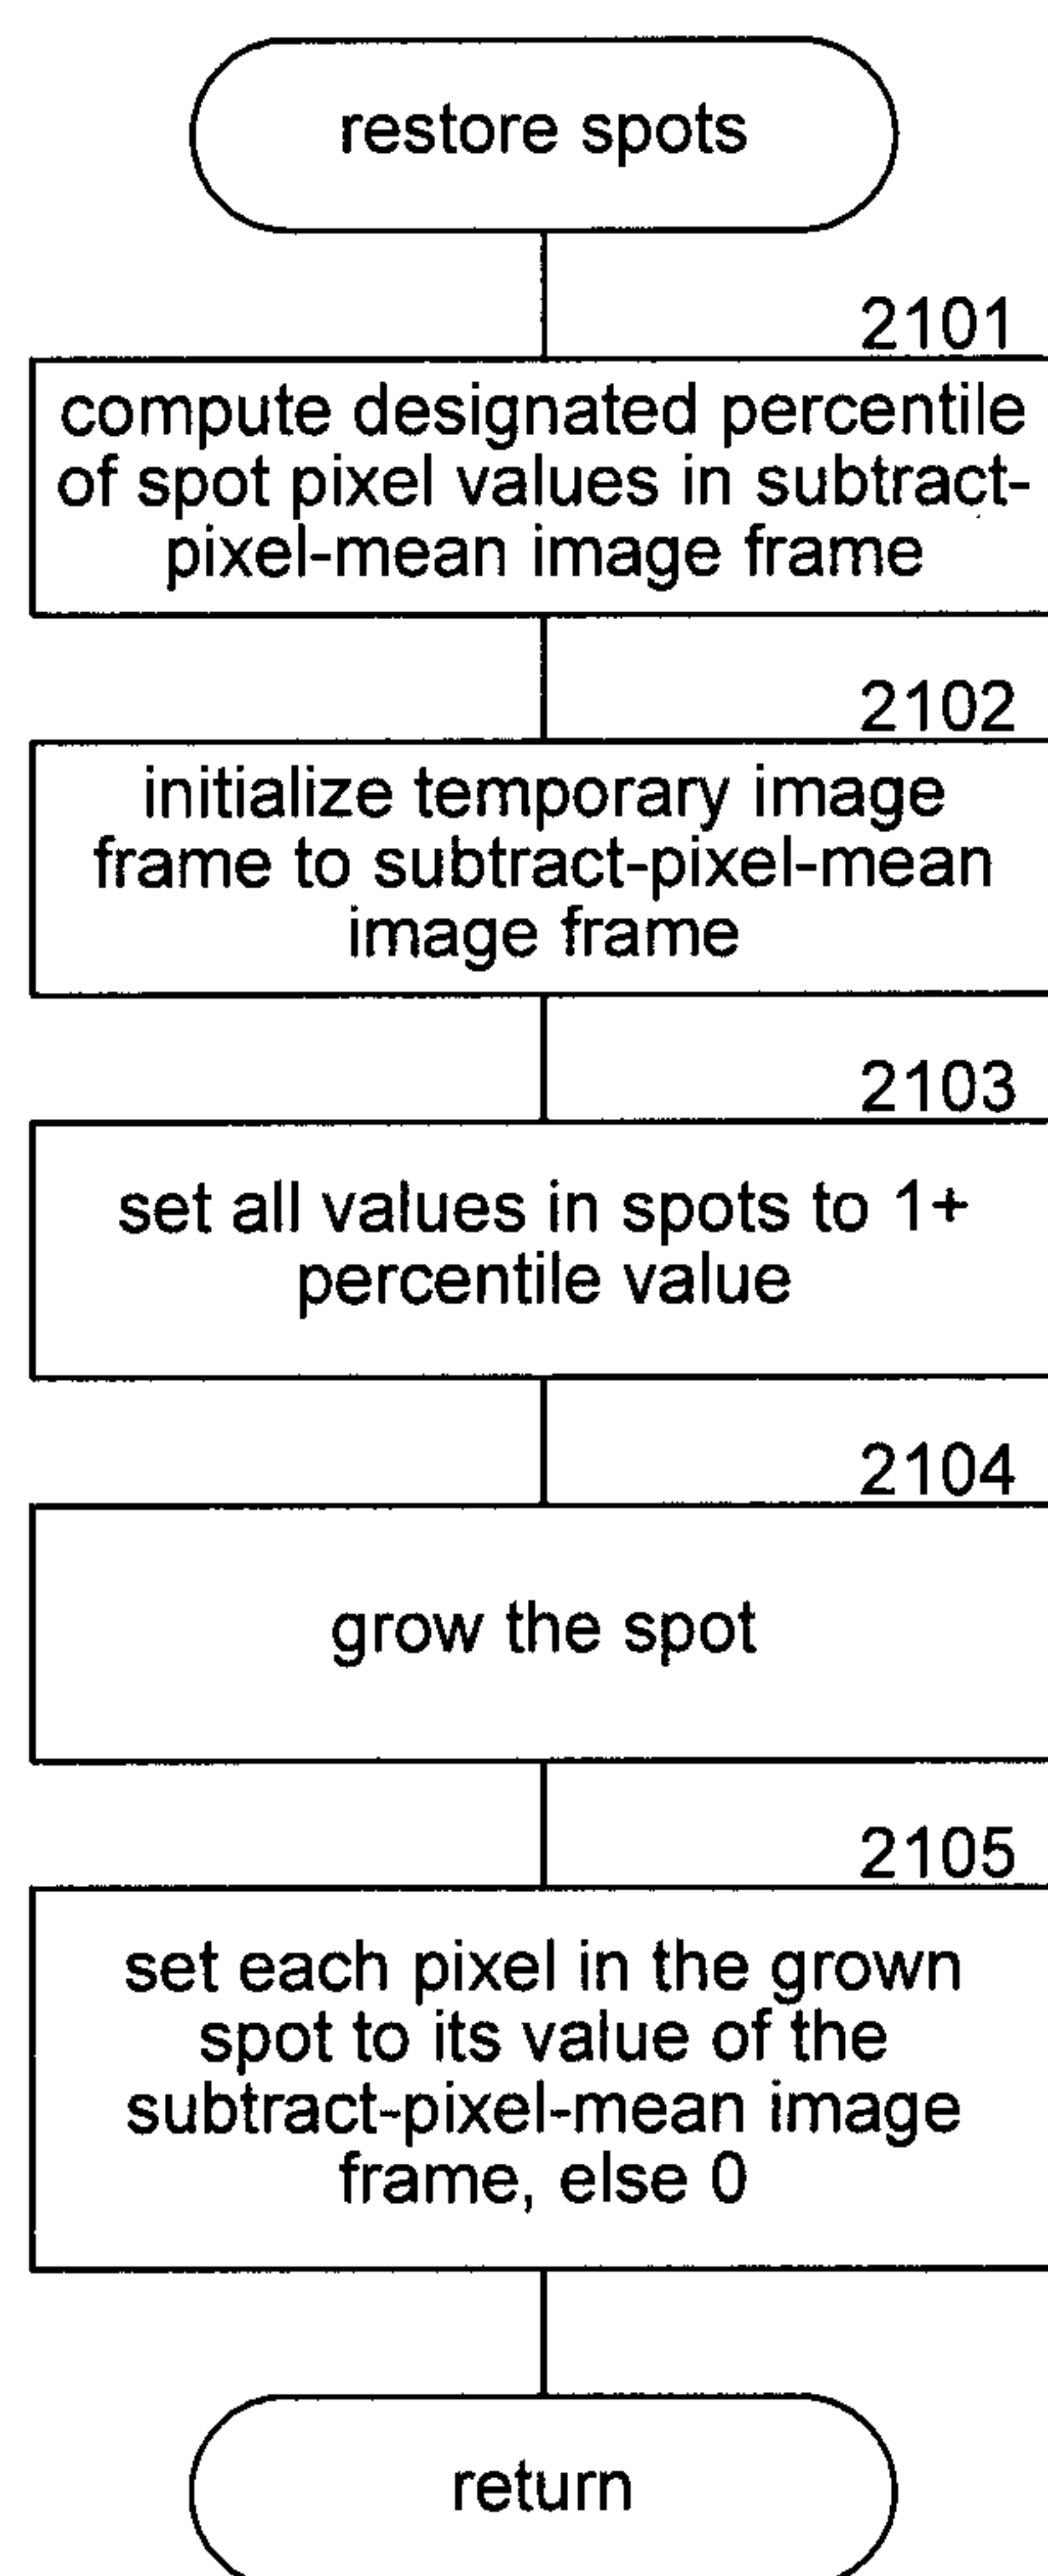 restore spots
2101
compute designated percentile
of spot pixel values in subtract-
pixel-mean image frame
2102
initialize temporary image
frame to subtract-pixel-mean
image frame
2103
set all values in spots to 1+
percentile value
2104
grow the spot
2105
set each pixel in the grown
spot to its value of the
subtract-pixel-mean image
frame, else 0
return